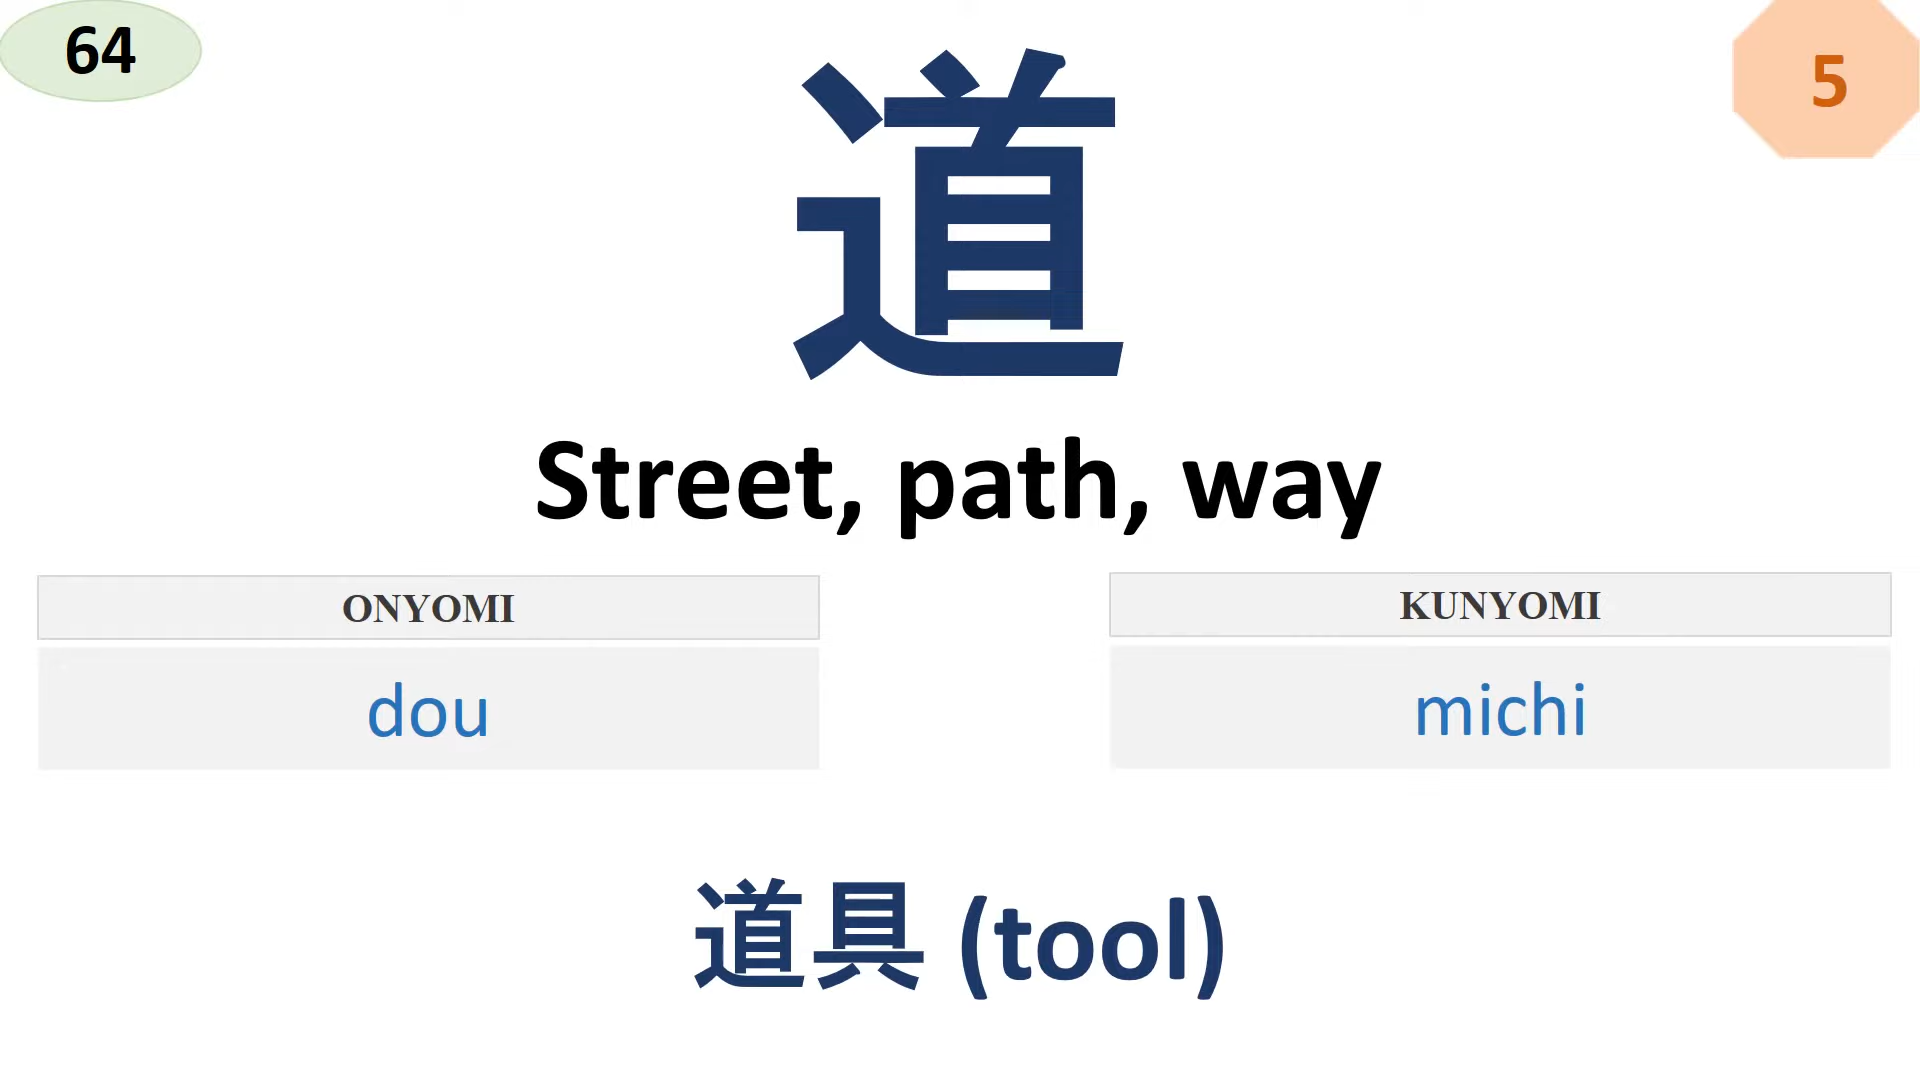 64
5
道
Street, path, way
ONYOMI
KUNYOMI
dou
michi
道具 (tool)